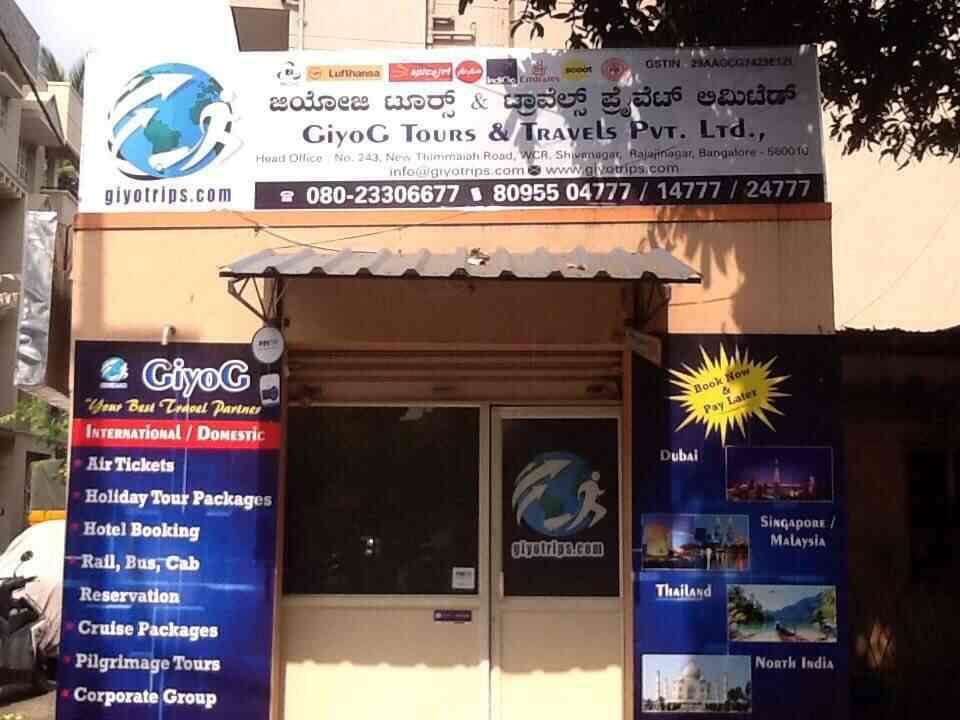 Lufthansa spicejet IndiGo Emirates scoot
GSTIN : 29AAGCG7423E1ZL
ಜಿಯೋಜಿ ಟೂರ್ಸ್ & ಟ್ರಾವೆಲ್ಸ್ ಪ್ರೈವೆಟ್ ಲಿಮಿಟೆಡ್
GiyoG Tours & Travels Pvt. Ltd.,
Head Office : No. 243, New Thimmaiah Road, WCR, Shivanagar, Rajajinagar, Bangalore - 560010
info@giyotrips.com www.giyotrips.com
giyotrips.com
080-23306677 80955 04777 / 14777 / 24777
GiyoG
"Your Best Travel Partner"
International / Domestic
Air Tickets
Holiday Tour Packages
Hotel Booking
Rail, Bus, Cab
Reservation
Cruise Packages
Pilgrimage Tours
Corporate Group
giyotrips.com
Book Now
&
Pay Later
Dubai
Singapore /
Malaysia
Thailand
North India